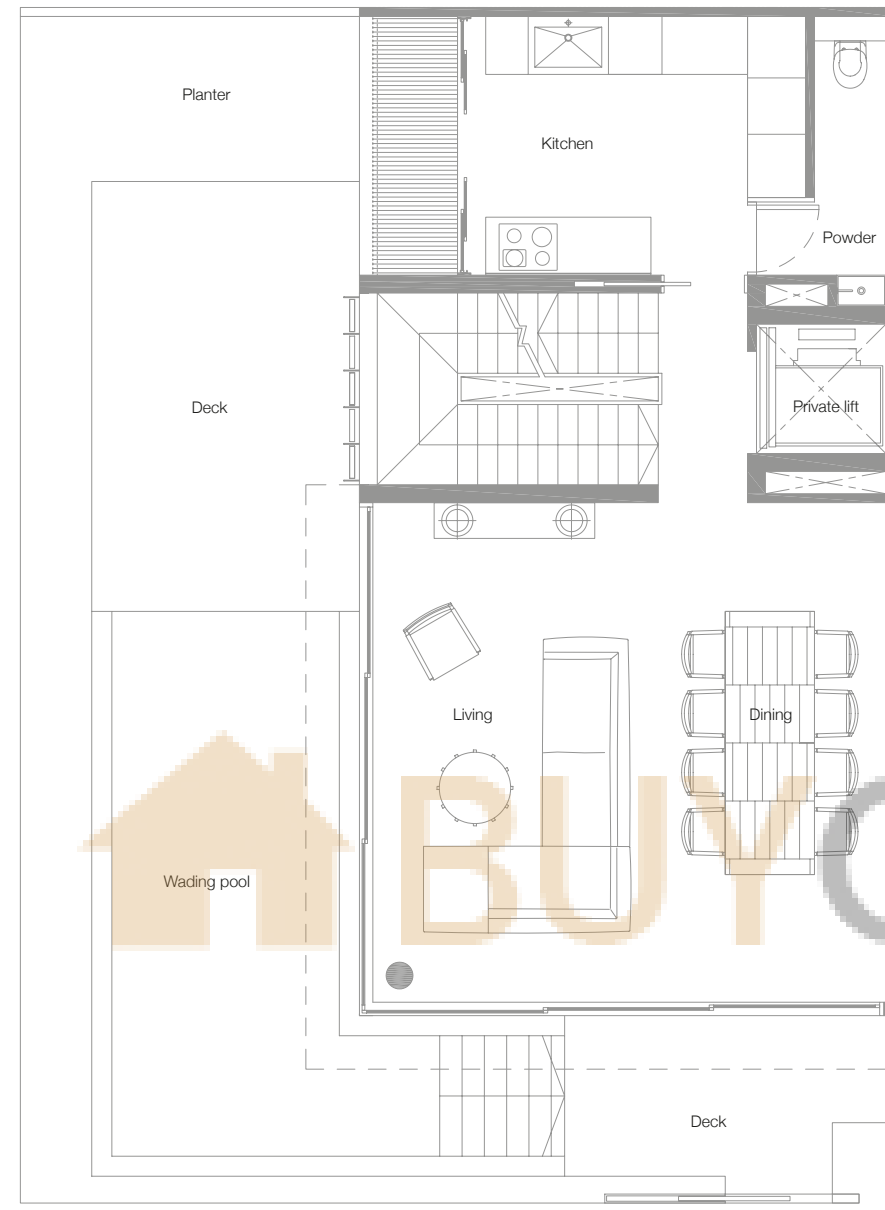 Planter
Kitchen
Powder
Deck
Private lift
Living
Dining
Wading pool
Deck
BUY